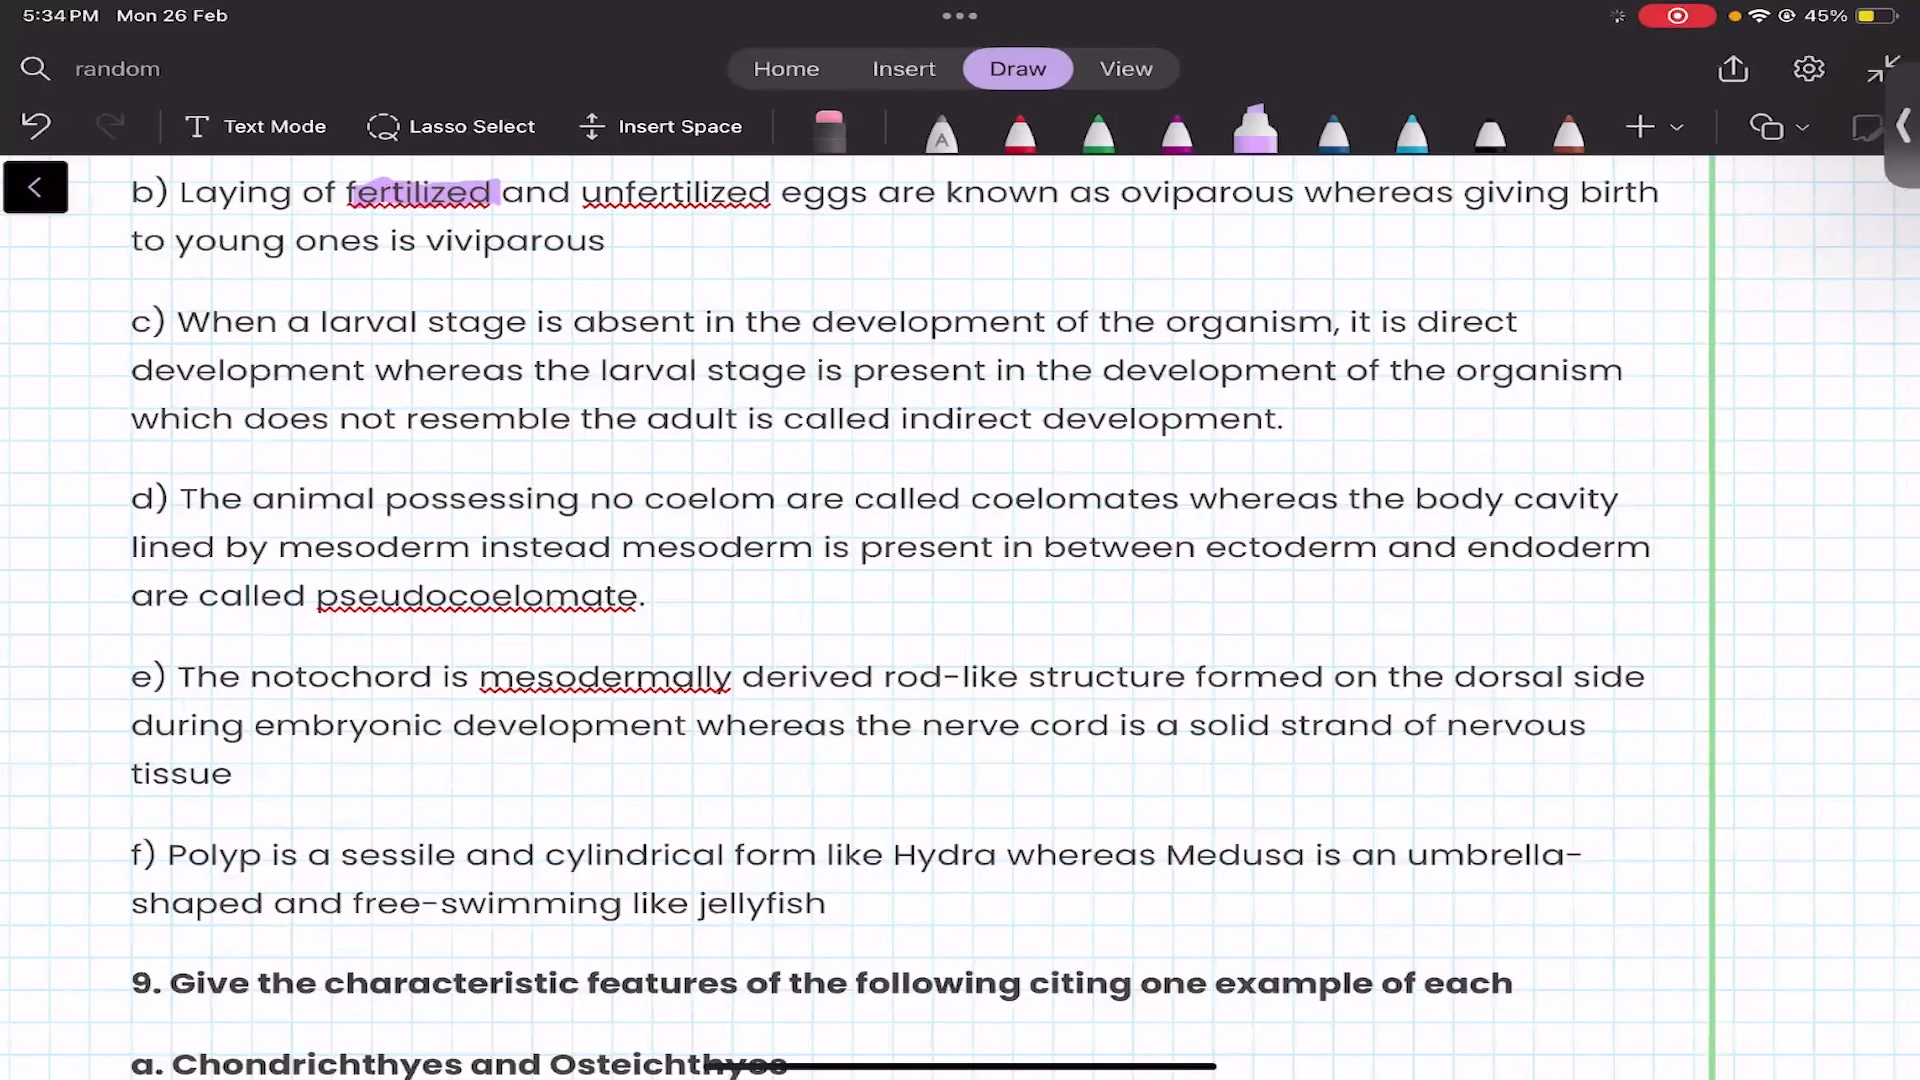 5:34 PM Mon 26 Feb
45%
random
Home Insert Draw View
Text Mode Lasso Select Insert Space
A
b) Laying of fertilized and unfertilized eggs are known as oviparous whereas giving birth
to young ones is viviparous
c) When a larval stage is absent in the development of the organism, it is direct
development whereas the larval stage is present in the development of the organism
which does not resemble the adult is called indirect development.
d) The animal possessing no coelom are called coelomates whereas the body cavity
lined by mesoderm instead mesoderm is present in between ectoderm and endoderm
are called pseudocoelomate.
e) The notochord is mesodermally derived rod-like structure formed on the dorsal side
during embryonic development whereas the nerve cord is a solid strand of nervous
tissue
f) Polyp is a sessile and cylindrical form like Hydra whereas Medusa is an umbrella-
shaped and free-swimming like jellyfish
9. Give the characteristic features of the following citing one example of each
a. Chondrichthyes and Osteichthyes